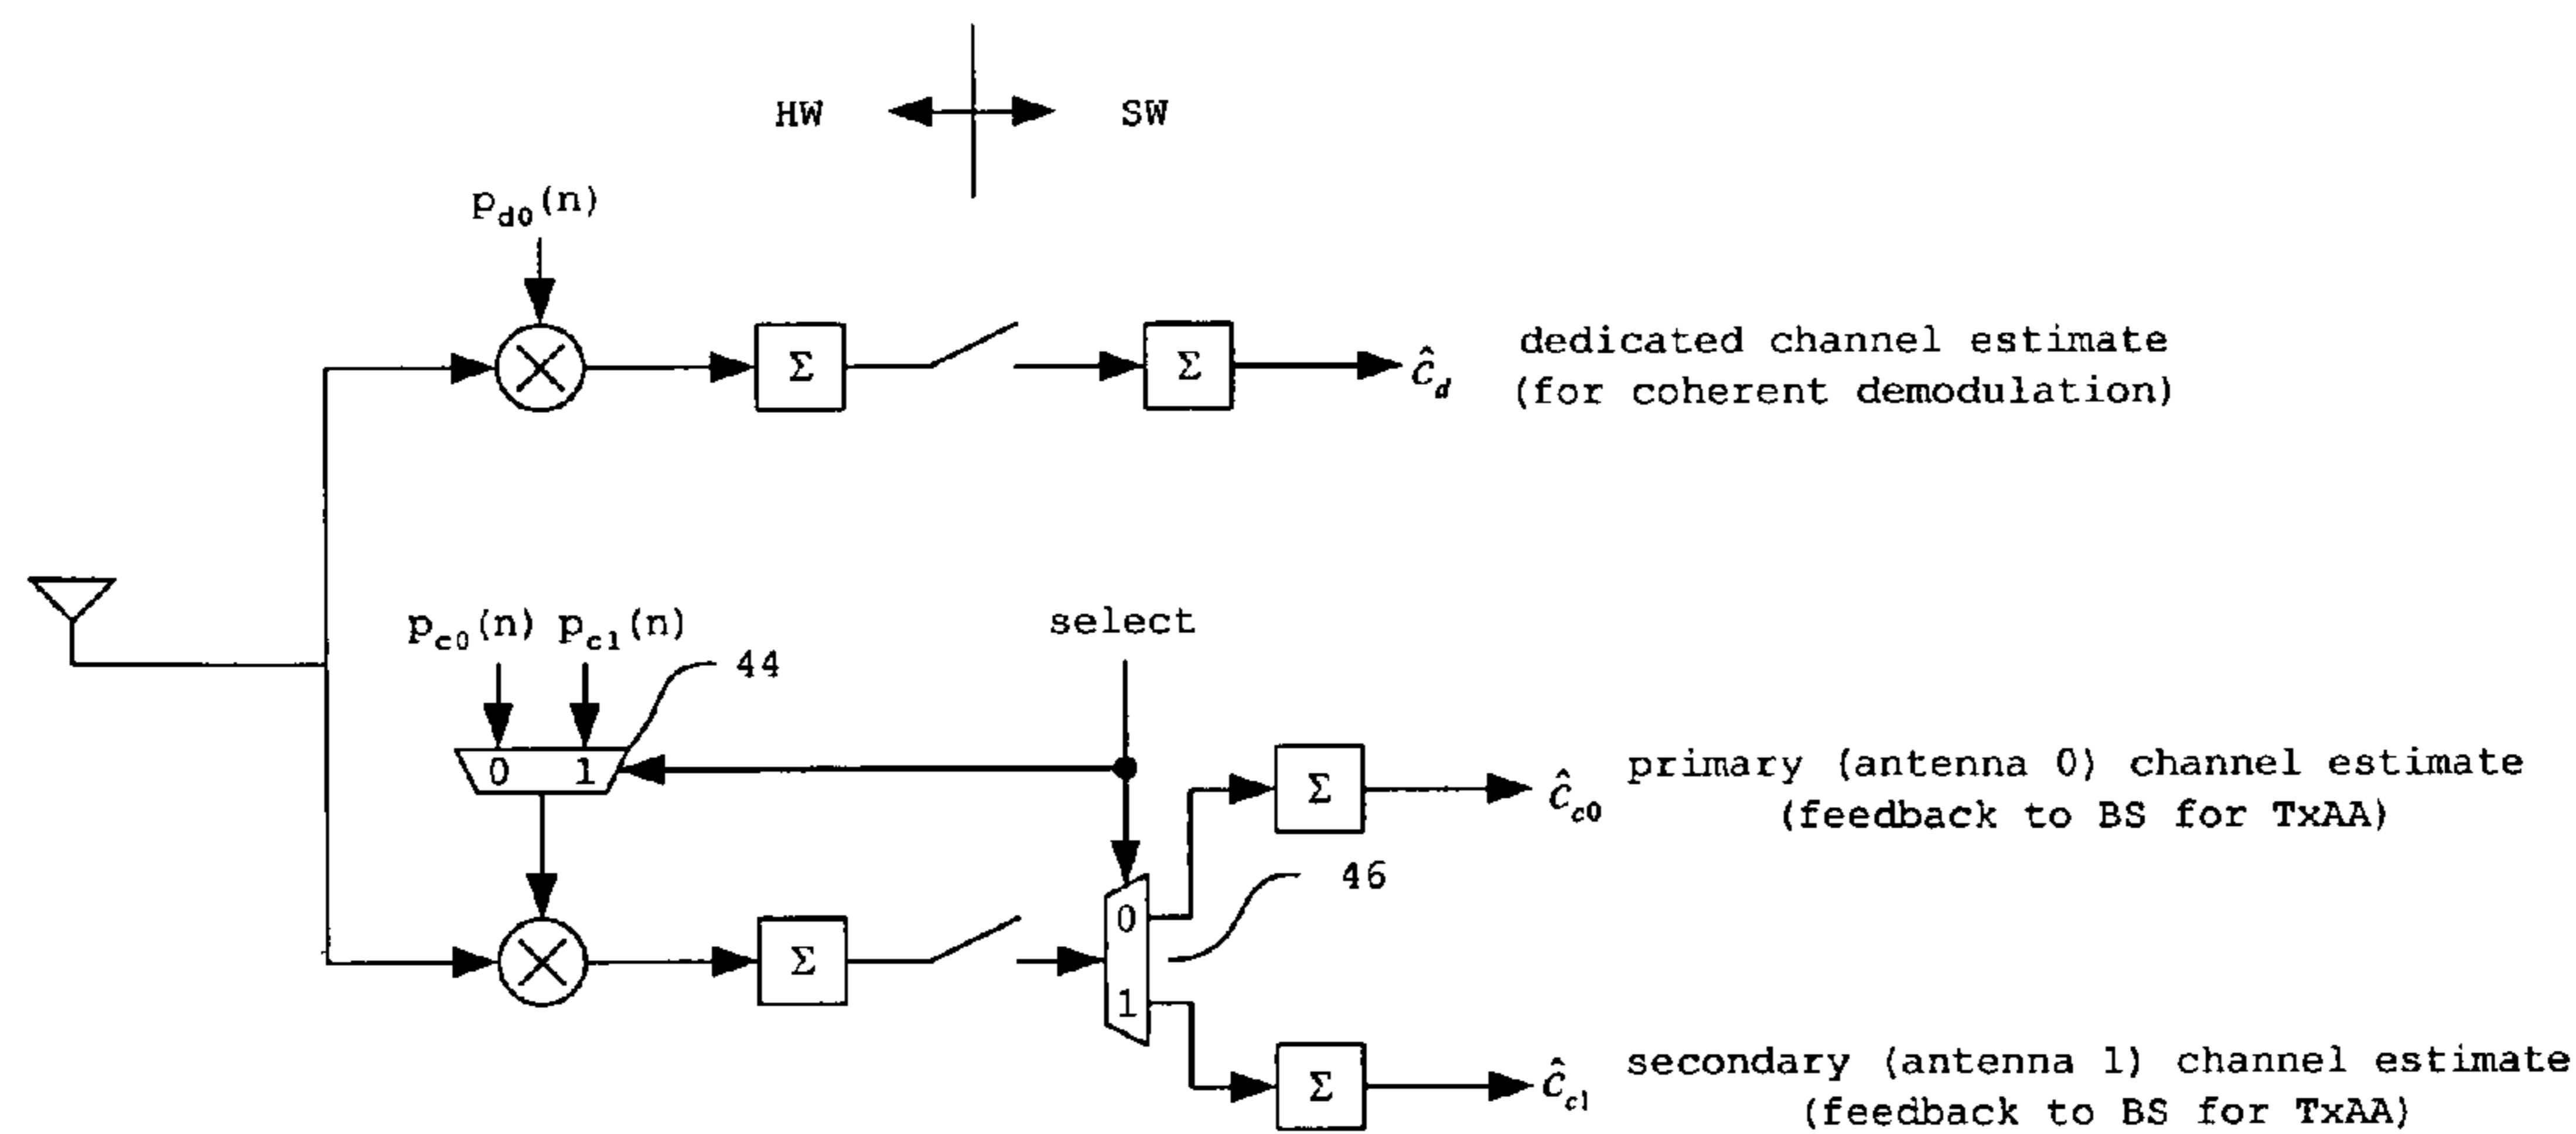 HW SW
p_d0(n)
Σ Σ ĉ_d
dedicated channel estimate
(for coherent demodulation)
p_c0(n) p_c1(n)
44
select
0 1
Σ ĉ_c0
primary (antenna 0) channel estimate
(feedback to BS for TxAA)
46
0
Σ
1
Σ ĉ_c1
secondary (antenna 1) channel estimate
(feedback to BS for TxAA)